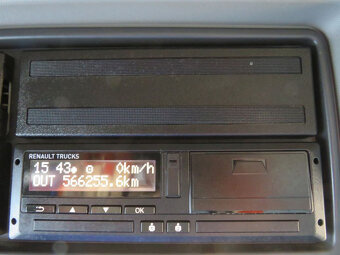 RENAULT TRUCKS
15 43 0km/h
OUT 566255.6km
OK